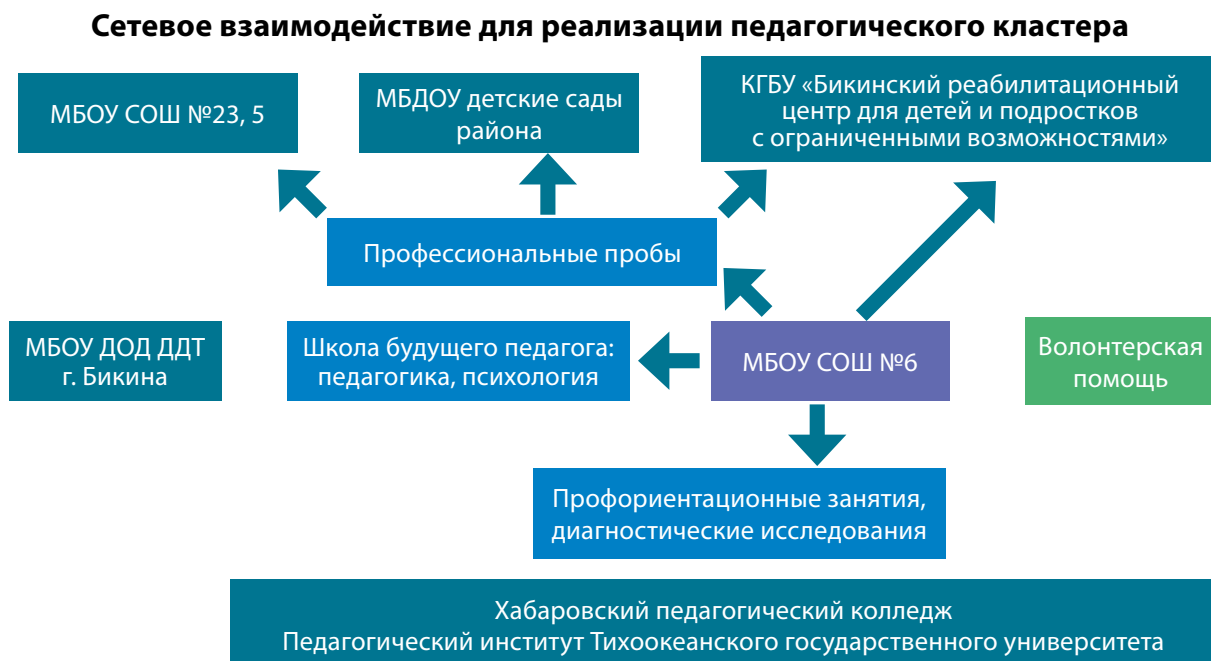 Сетевое взаимодействие для реализации педагогического кластера
МБОУ СОШ №23, 5
МБДОУ детские сады
района
КГБУ «Бикинский реабилитационный
центр для детей и подростков
с ограниченными возможностями»
Профессиональные пробы
МБОУ ДОД ДДТ
г. Бикина
Школа будущего педагога:
педагогика, психология
МБОУ СОШ №6
Волонтерская
помощь
Профориентационные занятия,
диагностические исследования
Хабаровский педагогический колледж
Педагогический институт Тихоокеанского государственного университета